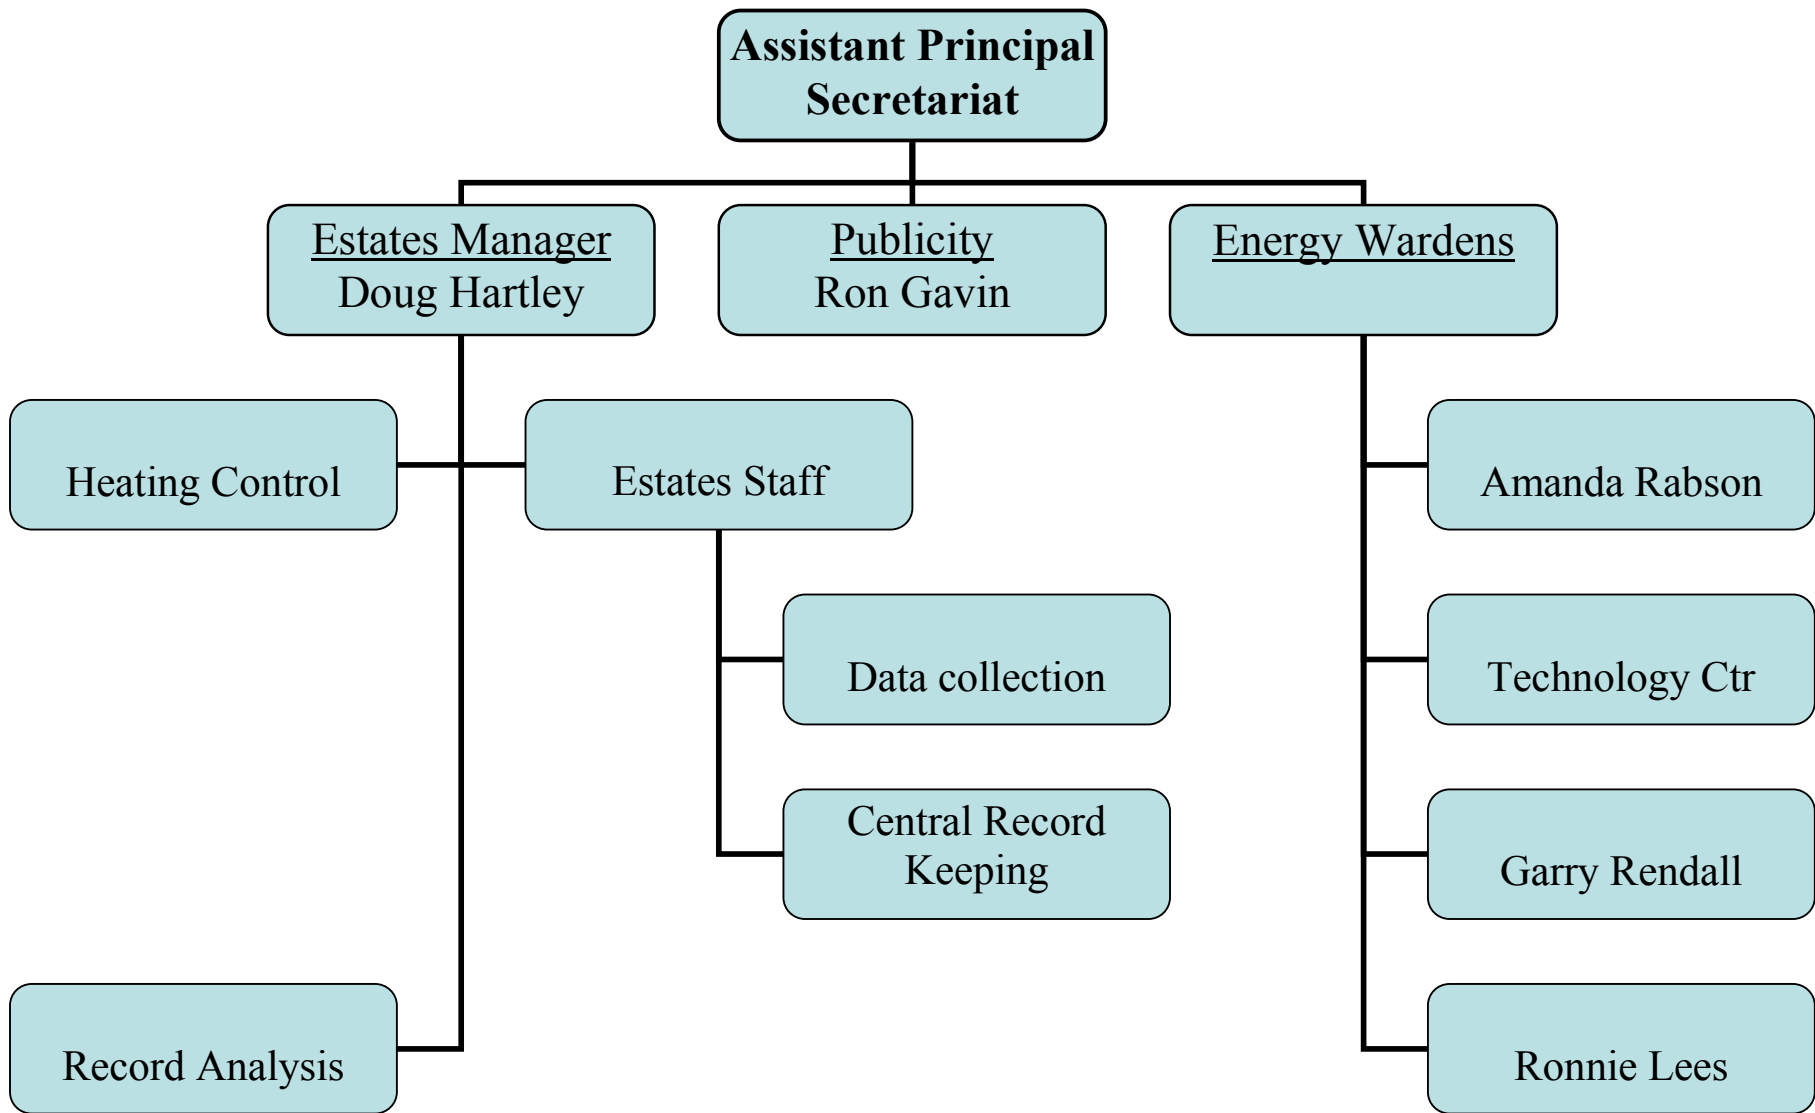 Assistant Principal
Secretariat
Estates Manager
Doug Hartley
Publicity
Ron Gavin
Energy Wardens
Heating Control
Estates Staff
Amanda Rabson
Data collection
Technology Ctr
Central Record
Keeping
Garry Rendall
Record Analysis
Ronnie Lees